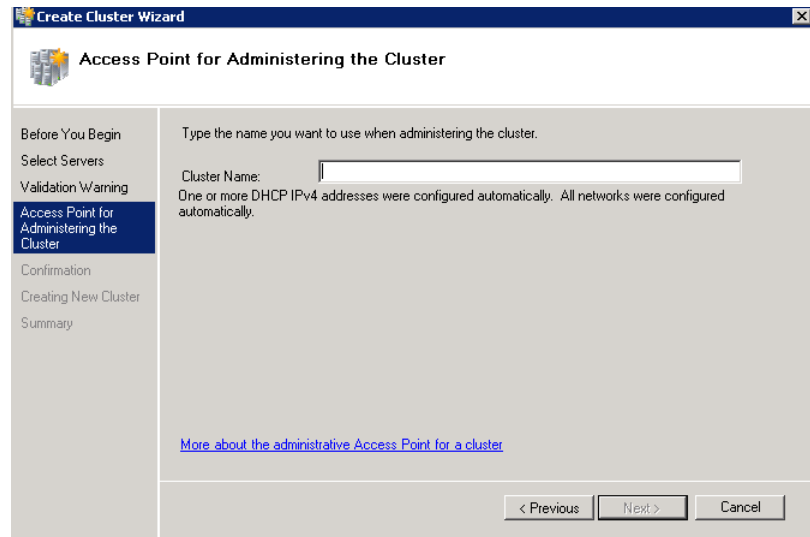 Create Cluster Wizard
Access Point for Administering the Cluster
Before You Begin
Select Servers
Validation Warning
Access Point for
Administering the
Cluster
Confirmation
Creating New Cluster
Summary
Type the name you want to use when administering the cluster.
Cluster Name:
One or more DHCP IPv4 addresses were configured automatically. All networks were configured
automatically.
More about the administrative Access Point for a cluster
< Previous
Next >
Cancel